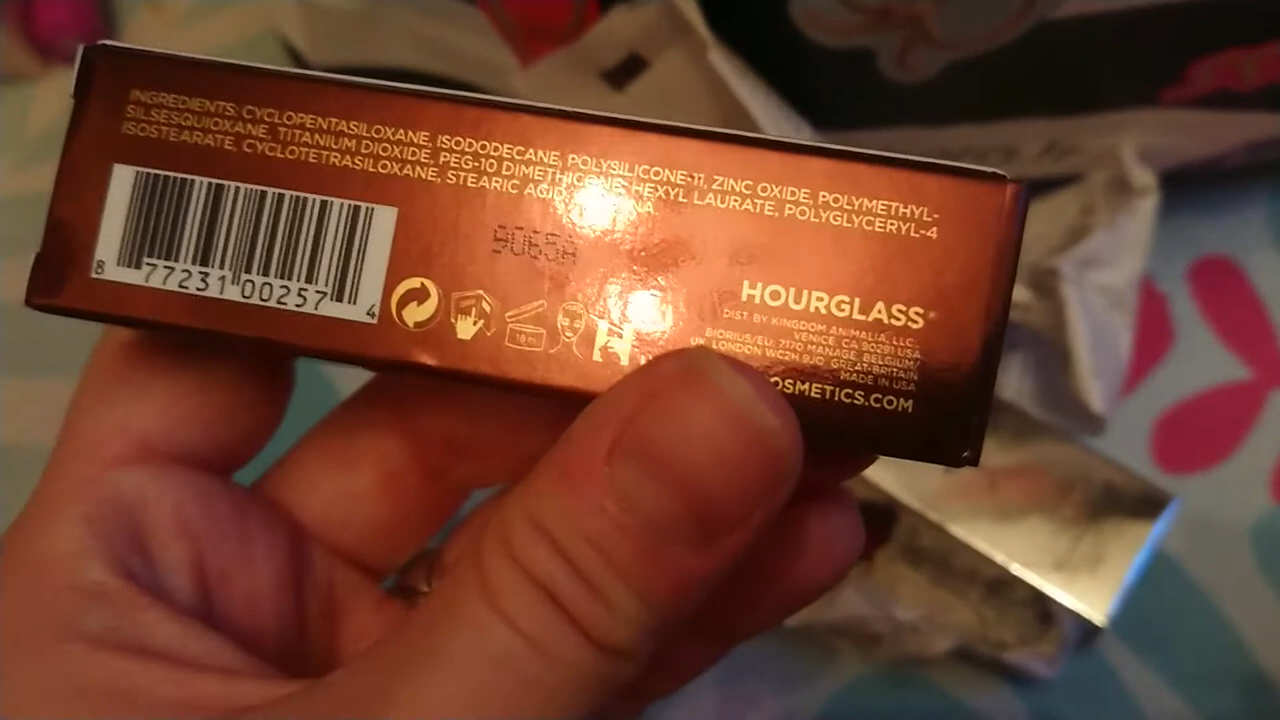 INGREDIENTS: CYCLOPENTASILOXANE, ISODODECANE, POLYSILICONE-11, ZINC OXIDE, POLYMETHYL-
SILSESQUIOXANE, TITANIUM DIOXIDE, PEG-10 DIMETHICONE, HEXYL LAURATE, POLYGLYCERYL-4
ISOSTEARATE, CYCLOTETRASILOXANE, STEARIC ACID,
9065A
8 77231 00257 4
18 m
HOURGLASS®
DIST. BY KINGDOM ANIMALIA, LLC.
VENICE, CA 90291 USA
BIORIUS/EU: 7170 MANAGE, BELGIUM/
UK, LONDON WC2H 9JQ GREAT-BRITAIN
MADE IN USA
OSMETICS.COM